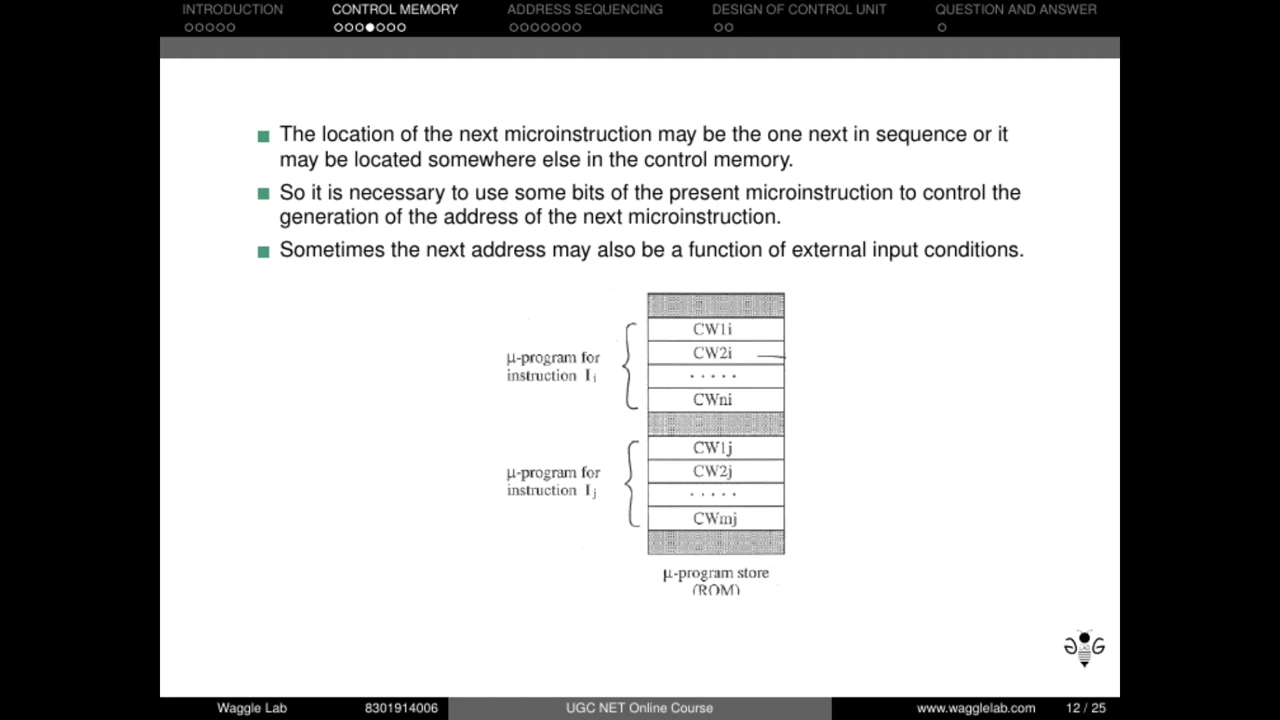 INTRODUCTION CONTROL MEMORY ADDRESS SEQUENCING DESIGN OF CONTROL UNIT QUESTION AND ANSWER
The location of the next microinstruction may be the one next in sequence or it
may be located somewhere else in the control memory.
So it is necessary to use some bits of the present microinstruction to control the
generation of the address of the next microinstruction.
Sometimes the next address may also be a function of external input conditions.
μ-program for
instruction Ii
CW1i
CW2i
. . . . .
CWni
μ-program for
instruction Ij
CW1j
CW2j
. . . . .
CWmj
μ-program store
(ROM)
Waggle Lab 8301914006 UGC NET Online Course www.wagglelab.com 12 / 25